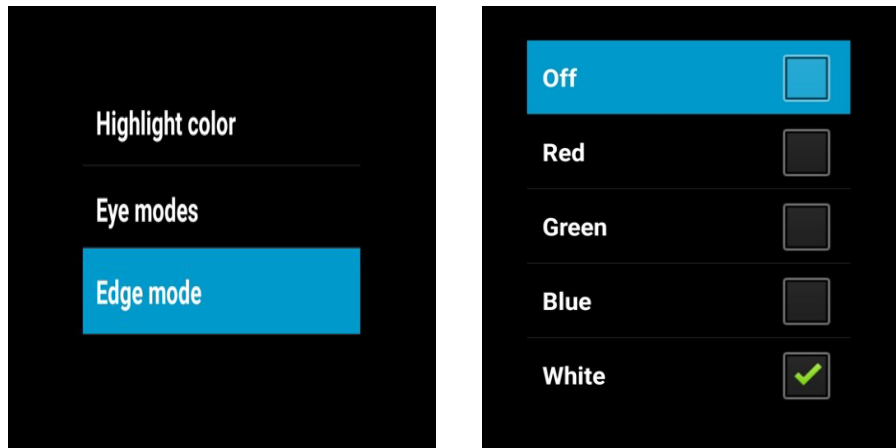 Highlight color
Eye modes
Edge mode
Off
Red
Green
Blue
White